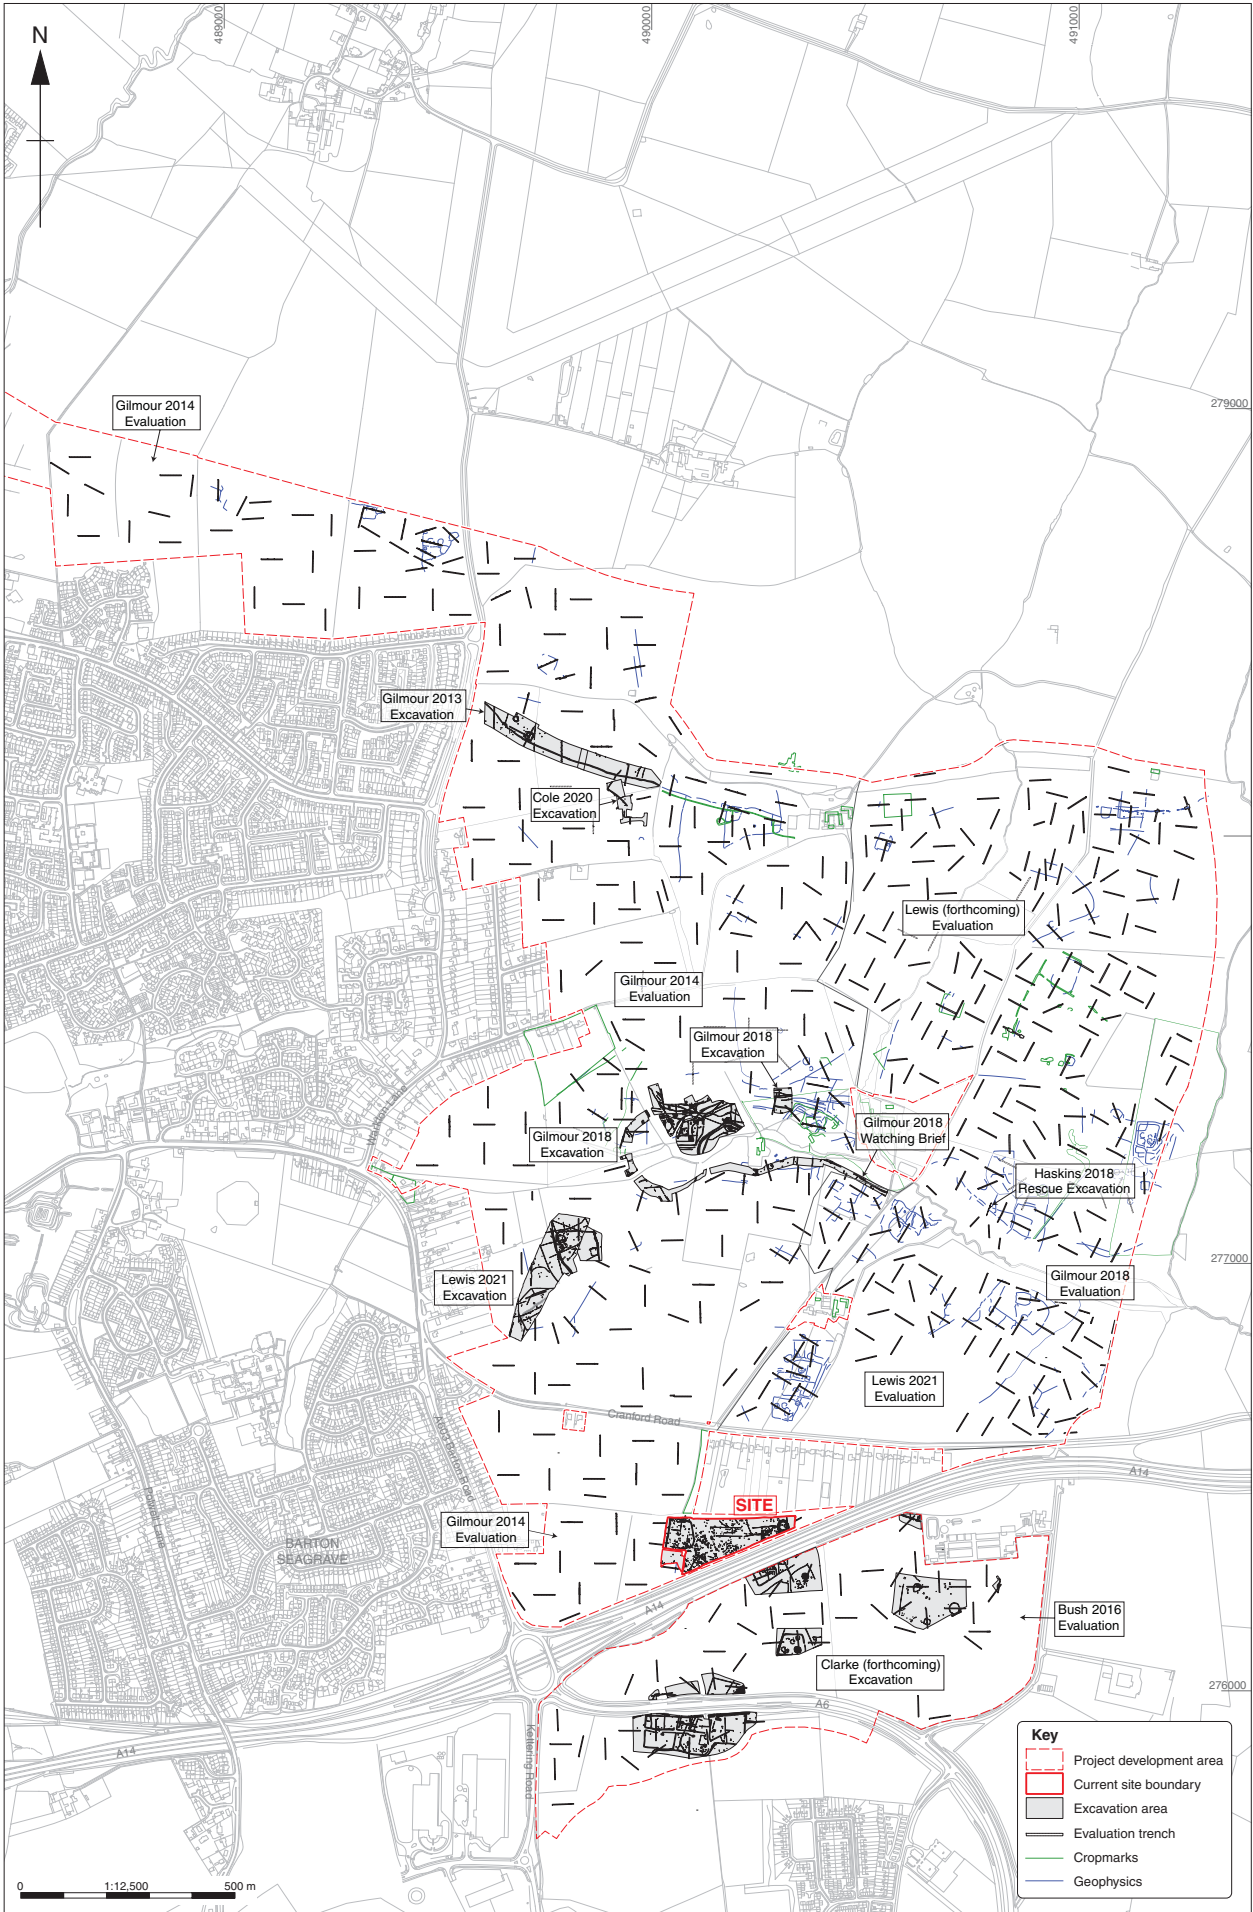 489000
490000
491000
N
279000
Gilmour 2014
Evaluation
Gilmour 2013
Excavation
Cole 2020
Excavation
Lewis (forthcoming)
Evaluation
Gilmour 2014
Evaluation
Gilmour 2018
Excavation
Warkton Lane
Gilmour 2018
Excavation
Gilmour 2018
Watching Brief
Haskins 2018
Rescue Excavation
277000
Gilmour 2018
Evaluation
Lewis 2021
Excavation
Lewis 2021
Evaluation
Cranford Road
A14
SITE
Gilmour 2014
Evaluation
BARTON
SEAGRAVE
A14
Bush 2016
Evaluation
Clarke (forthcoming)
Excavation
276000
A6
A14
Kettering Road
Key
Project development area
Current site boundary
Excavation area
Evaluation trench
Cropmarks
Geophysics
0
1:12,500
500 m